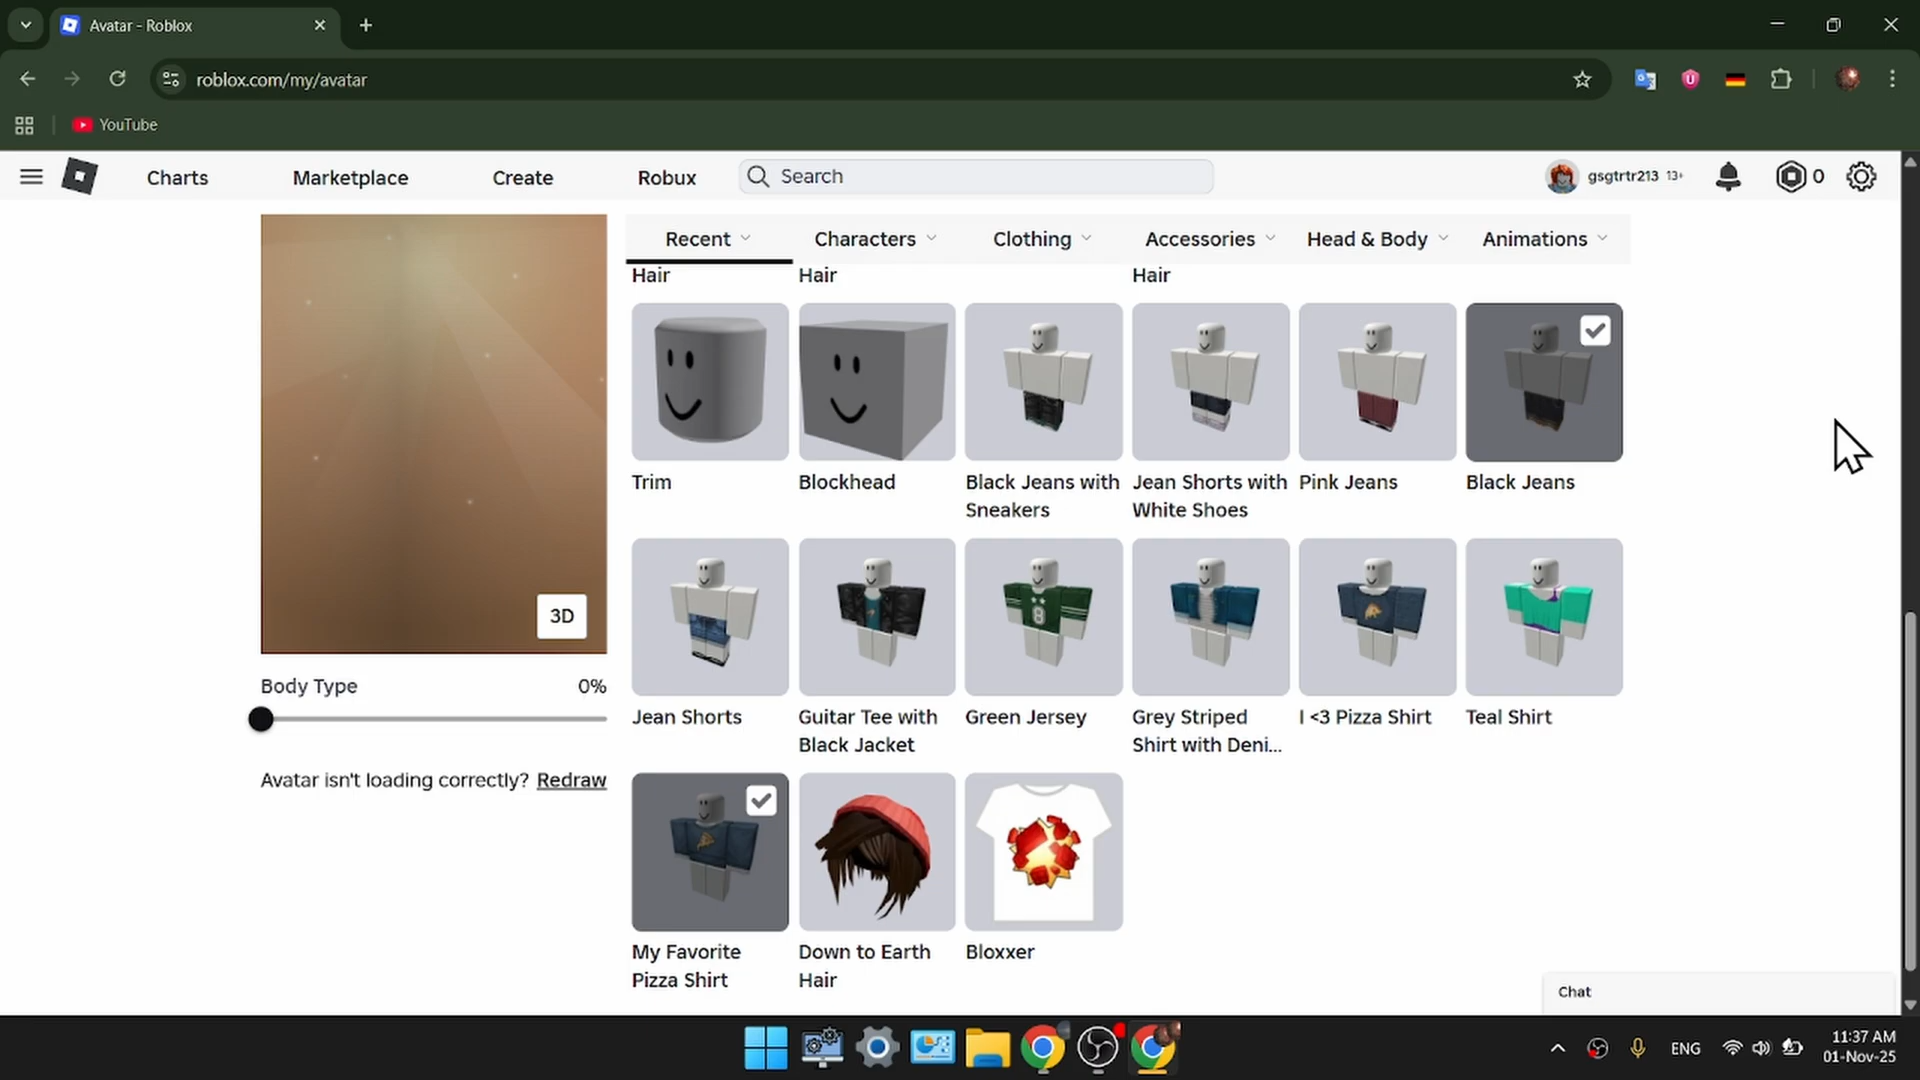 Avatar - Roblox
roblox.com/my/avatar
YouTube
Charts
Marketplace
Create
Robux
Search
gsgtrtr213 13+
0
Recent
Characters
Clothing
Accessories
Head & Body
Animations
Hair
Hair
Hair
Trim
Blockhead
Black Jeans with
Sneakers
Jean Shorts with
White Shoes
Pink Jeans
Black Jeans
8
3D
Body Type 0%
Avatar isn't loading correctly? Redraw
Jean Shorts
Guitar Tee with
Black Jacket
Green Jersey
Grey Striped
Shirt with Deni...
I <3 Pizza Shirt
Teal Shirt
My Favorite
Pizza Shirt
Down to Earth
Hair
Bloxxer
Chat
ENG
11:37 AM
01-Nov-25